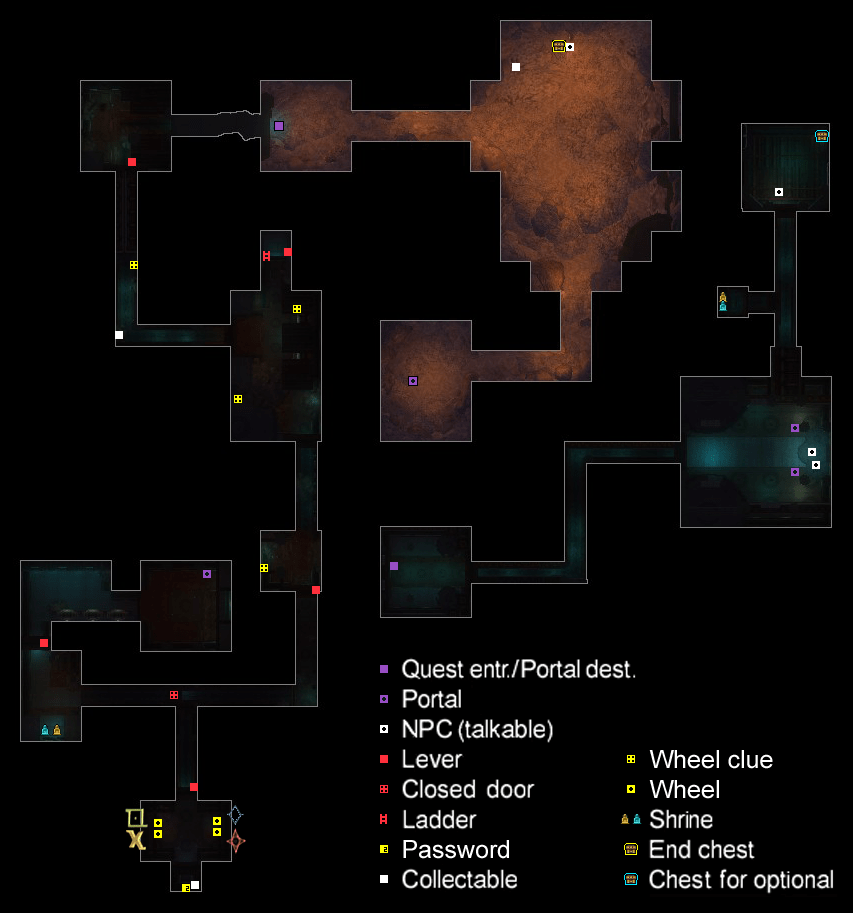 Quest entr./Portal dest.
Portal
NPC (talkable)
Lever
Wheel clue
Closed door
Wheel
Ladder
Shrine
Password
End chest
Collectable
Chest for optional